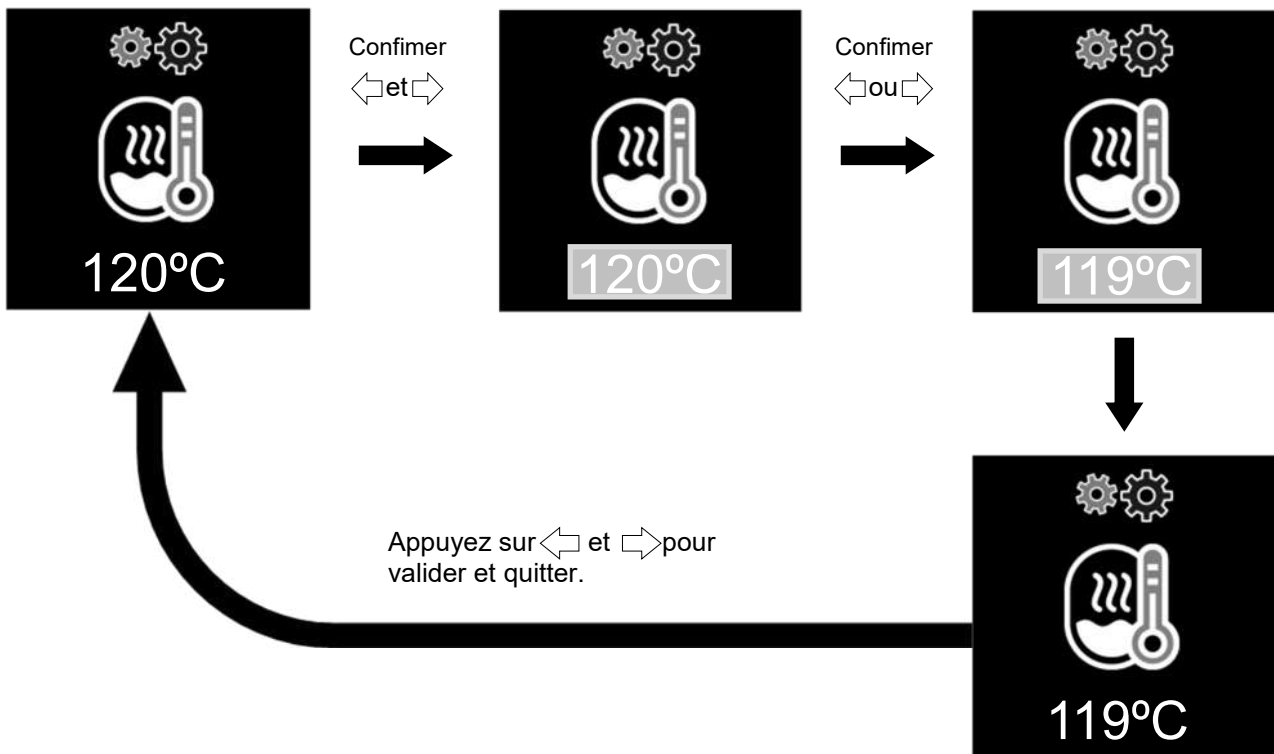 Confimer
et
Confimer
ou
120ºC
120ºC
119ºC
Appuyez sur et pour
valider et quitter.
119ºC